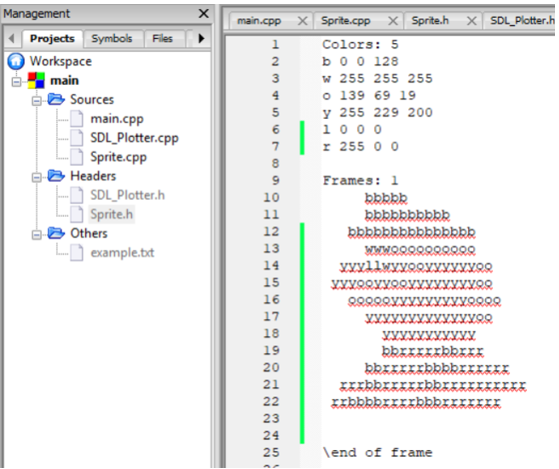 Management
Projects Symbols Files
Workspace
main
Sources
main.cpp
SDL_Plotter.cpp
Sprite.cpp
Headers
SDL_Plotter.h
Sprite.h
Others
example.txt
main.cpp Sprite.cpp Sprite.h SDL_Plotter.h
1 Colors: 5
2 b 0 0 128
3 w 255 255 255
4 o 139 69 19
5 y 255 229 200
6 l 0 0 0
7 r 255 0 0
8
9 Frames: 1
10 bbbbb
11 bbbbbbbbbb
12 bbbbbbbbbbbbbbb
13 wwwoooooooooo
14 yyyllwyyooyyyyyyoo
15 yyyooyyooyyyyyyyyoo
16 oooooyyyyyyyyyoooo
17 yyyyyyyyyyyyyoo
18 yyyyyyyyyyy
19 bbrrrrrbbrrr
20 bbrrrrrbbbbrrrrrr
21 rrrbbrrrrrbbrrrrrrrrrr
22 rrbbbbrrrrbbbrrrrrrr
23
24
25 \end of frame